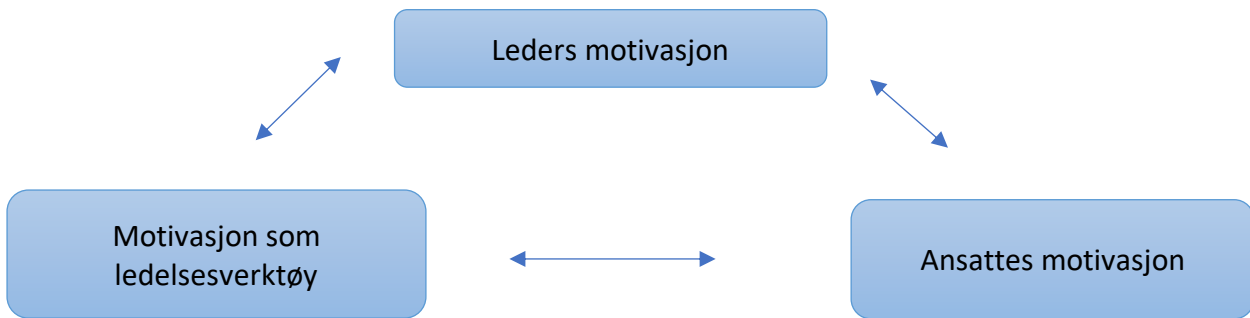 Leders motivasjon
Motivasjon som
ledelsesverktøy
Ansattes motivasjon